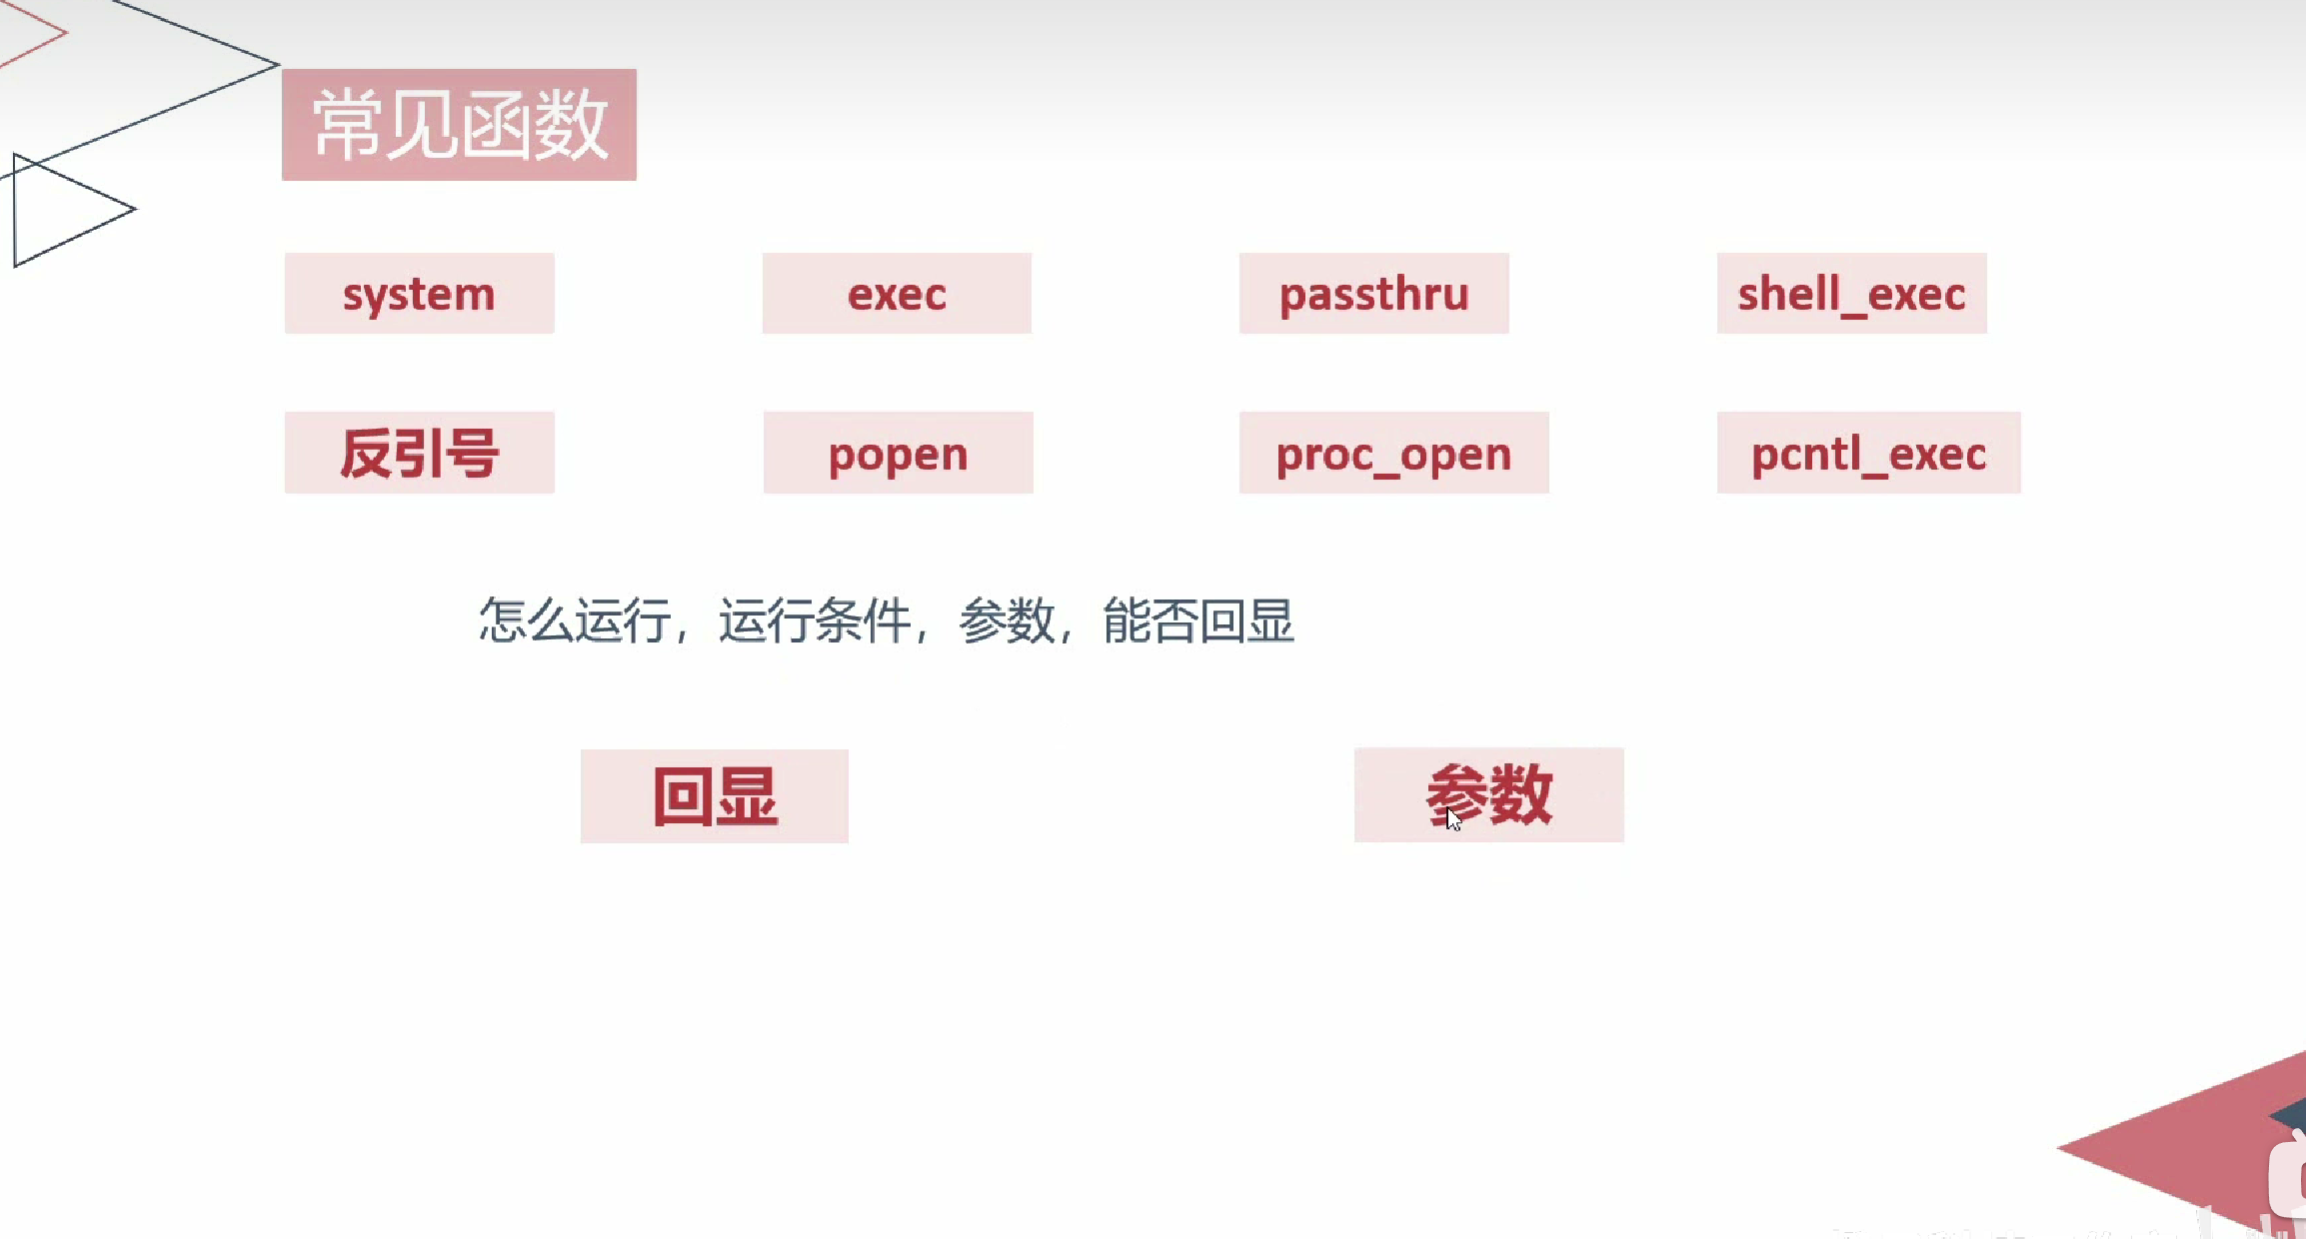 常见函数
system exec passthru shell_exec
反引号 popen proc_open pcntl_exec
怎么运行，运行条件，参数，能否回显
回显 参数